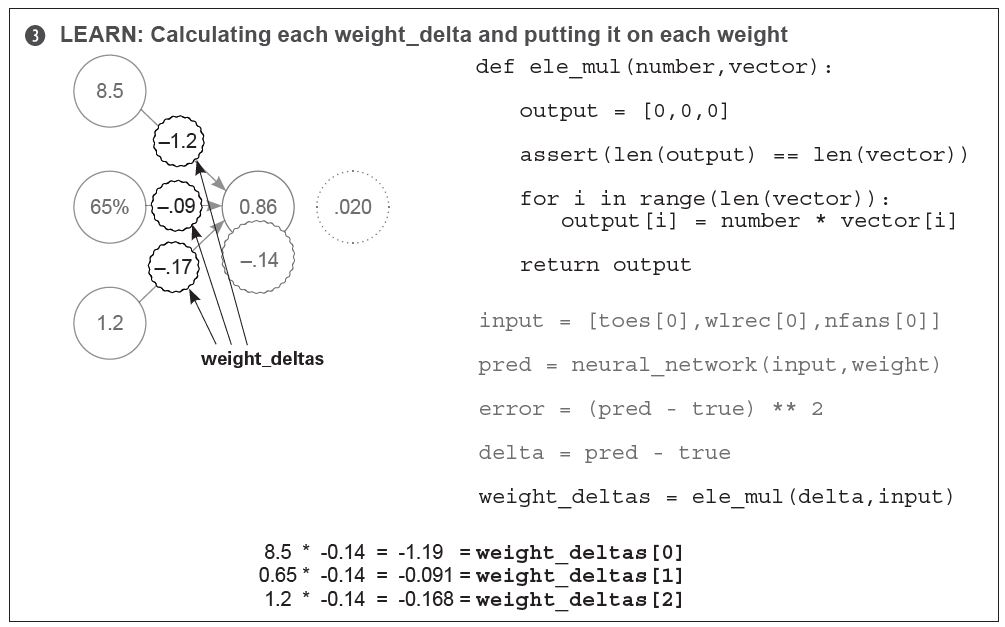 3 LEARN: Calculating each weight_delta and putting it on each weight
8.5
–1.2
65%
–.09
0.86
.020
–.17
–.14
1.2
weight_deltas
def ele_mul(number,vector):
output = [0,0,0]
assert(len(output) == len(vector))
for i in range(len(vector)):
output[i] = number * vector[i]
return output
input = [toes[0],wlrec[0],nfans[0]]
pred = neural_network(input,weight)
error = (pred - true) ** 2
delta = pred - true
weight_deltas = ele_mul(delta,input)
8.5 * -0.14 = -1.19 = weight_deltas[0]
0.65 * -0.14 = -0.091 = weight_deltas[1]
1.2 * -0.14 = -0.168 = weight_deltas[2]